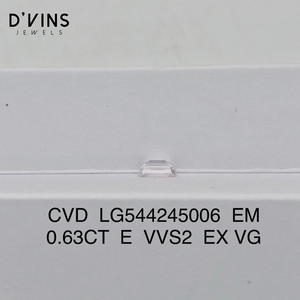 D'VINS
JEWELS
CVD LG544245006 EM
0.63CT E VVS2 EX VG